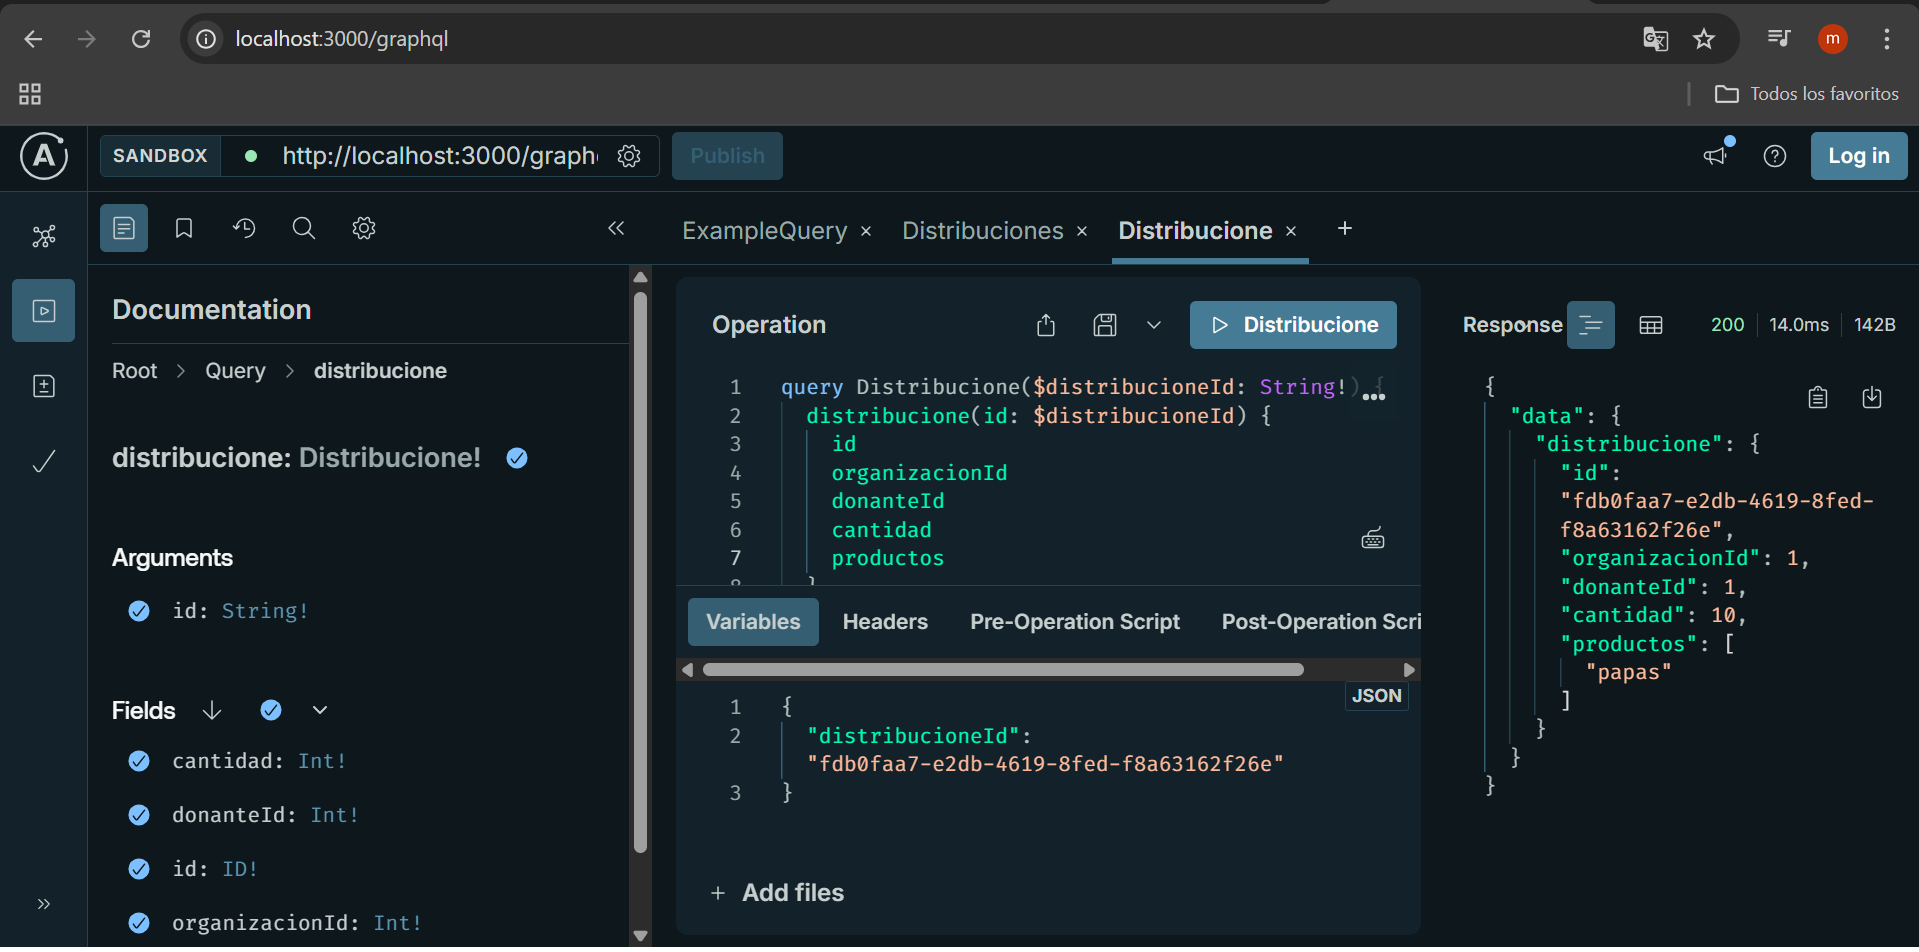 localhost:3000/graphql
m
Todos los favoritos
SANDBOX
http://localhost:3000/graph
Publish
Log in
ExampleQuery
Distribuciones
Distribucione
Documentation
Root > Query > distribucione
distribucione: Distribucione!
Arguments
id: String!
Fields
cantidad: Int!
donanteId: Int!
id: ID!
organizacionId: Int!
Operation
Distribucione
1 query Distribucione($distribucioneId: String!) {
2 distribucione(id: $distribucioneId) {
3 id
4 organizacionId
5 donanteId
6 cantidad
7 productos
8 }
Variables
Headers
Pre-Operation Script
Post-Operation Scri
JSON
1 {
2 "distribucioneId":
"fdb0faa7-e2db-4619-8fed-f8a63162f26e"
3 }
+ Add files
Response
200
14.0ms
142B
{
"data": {
"distribucione": {
"id":
"fdb0faa7-e2db-4619-8fed-
f8a63162f26e",
"organizacionId": 1,
"donanteId": 1,
"cantidad": 10,
"productos": [
"papas"
]
}
}
}